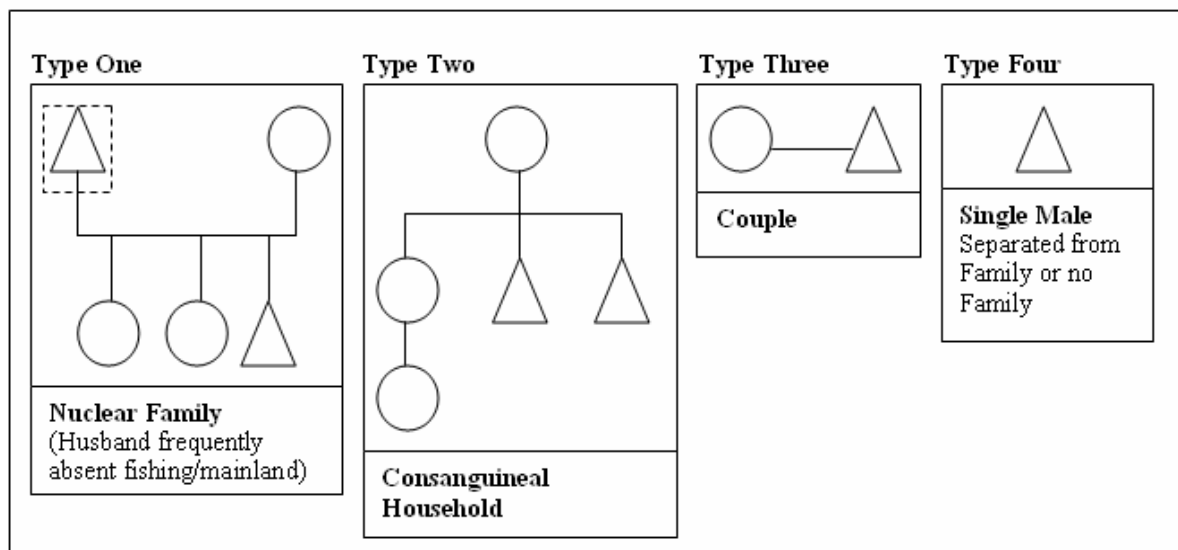 Type One
Nuclear Family
(Husband frequently
absent fishing/mainland)
Type Two
Consanguineal
Household
Type Three
Couple
Type Four
Single Male
Separated from
Family or no
Family